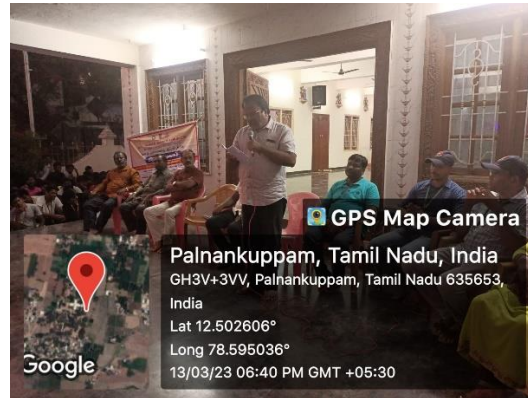 GPS Map Camera
Palnankuppam, Tamil Nadu, India
GH3V+3VV, Palnankuppam, Tamil Nadu 635653,
India
Lat 12.502606°
Long 78.595036°
13/03/23 06:40 PM GMT +05:30
Google